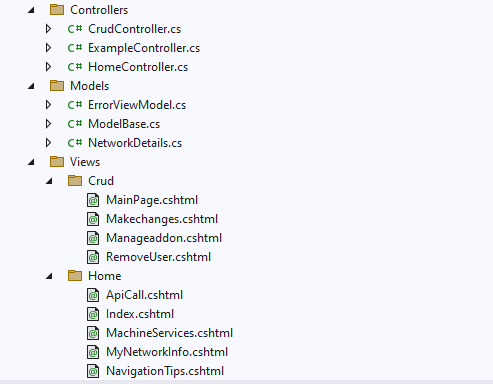 Controllers
C# CrudController.cs
C# ExampleController.cs
C# HomeController.cs
Models
C# ErrorViewModel.cs
C# ModelBase.cs
C# NetworkDetails.cs
Views
Crud
@ MainPage.cshtml
@ Makechanges.cshtml
@ Manageaddon.cshtml
@ RemoveUser.cshtml
Home
@ ApiCall.cshtml
@ Index.cshtml
@ MachineServices.cshtml
@ MyNetworkInfo.cshtml
@ NavigationTips.cshtml